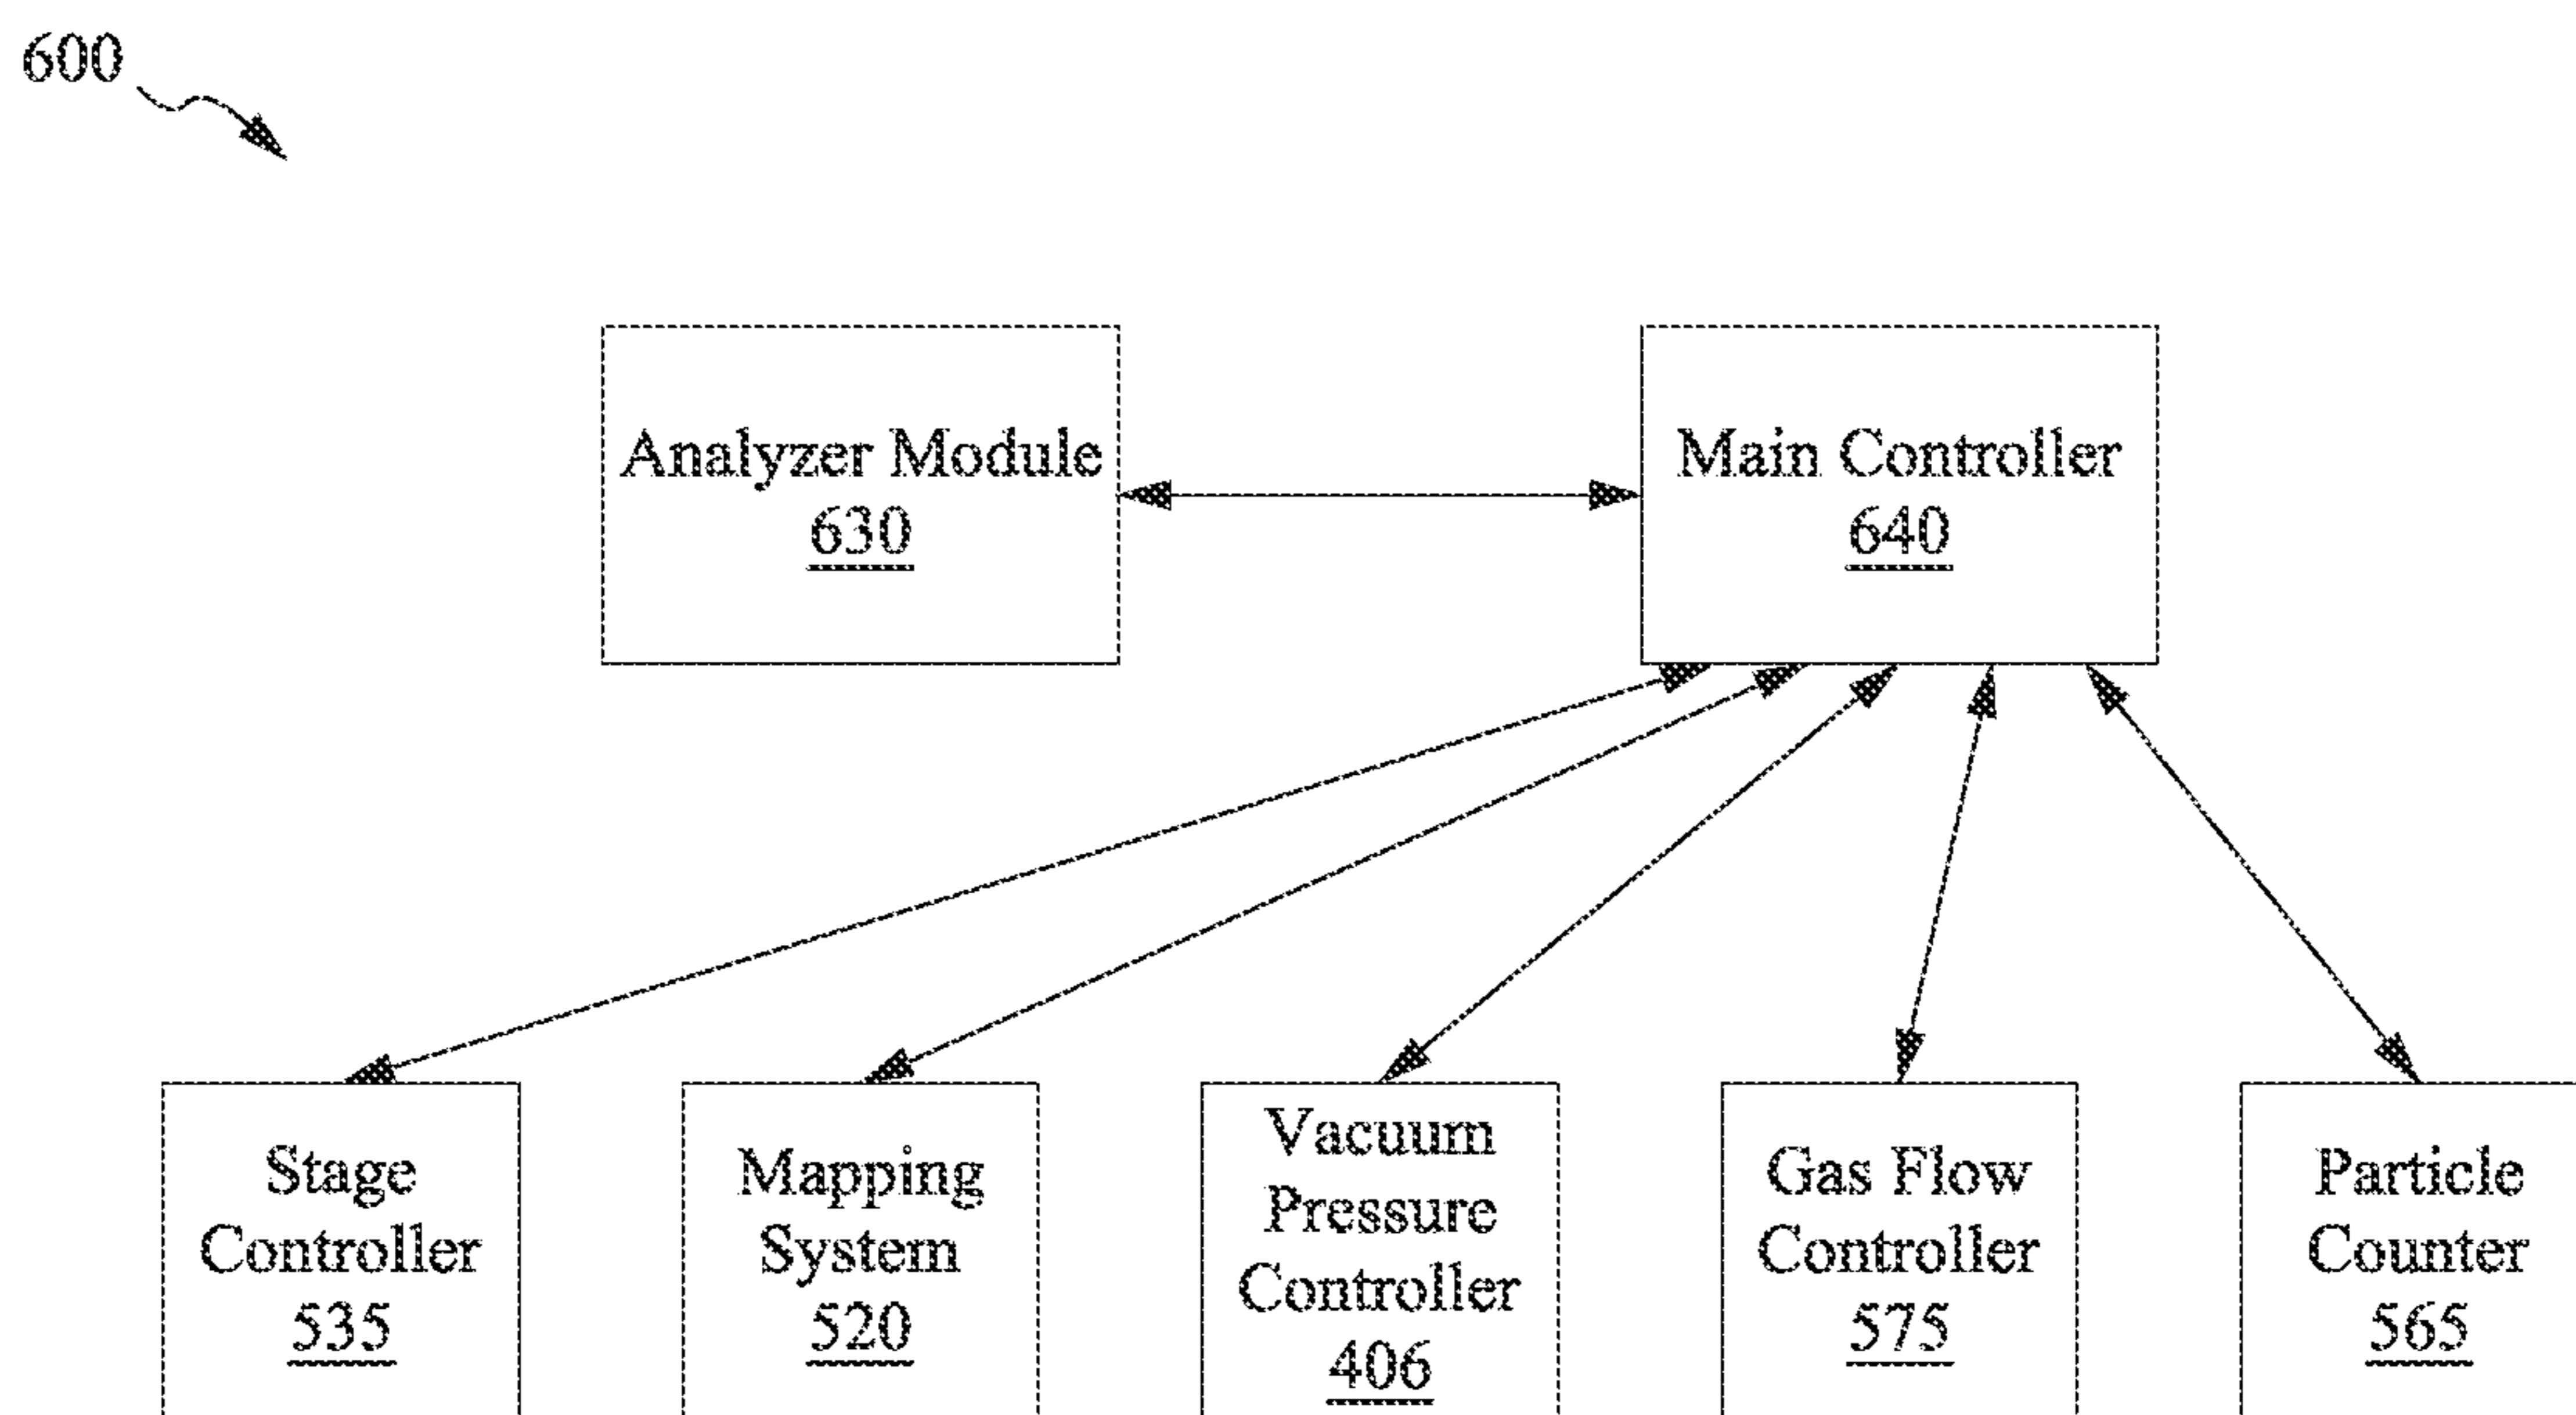 600
Analyzer Module
630
Main Controller
640
Stage
Controller
535
Mapping
System
520
Vacuum
Pressure
Controller
406
Gas Flow
Controller
575
Particle
Counter
565